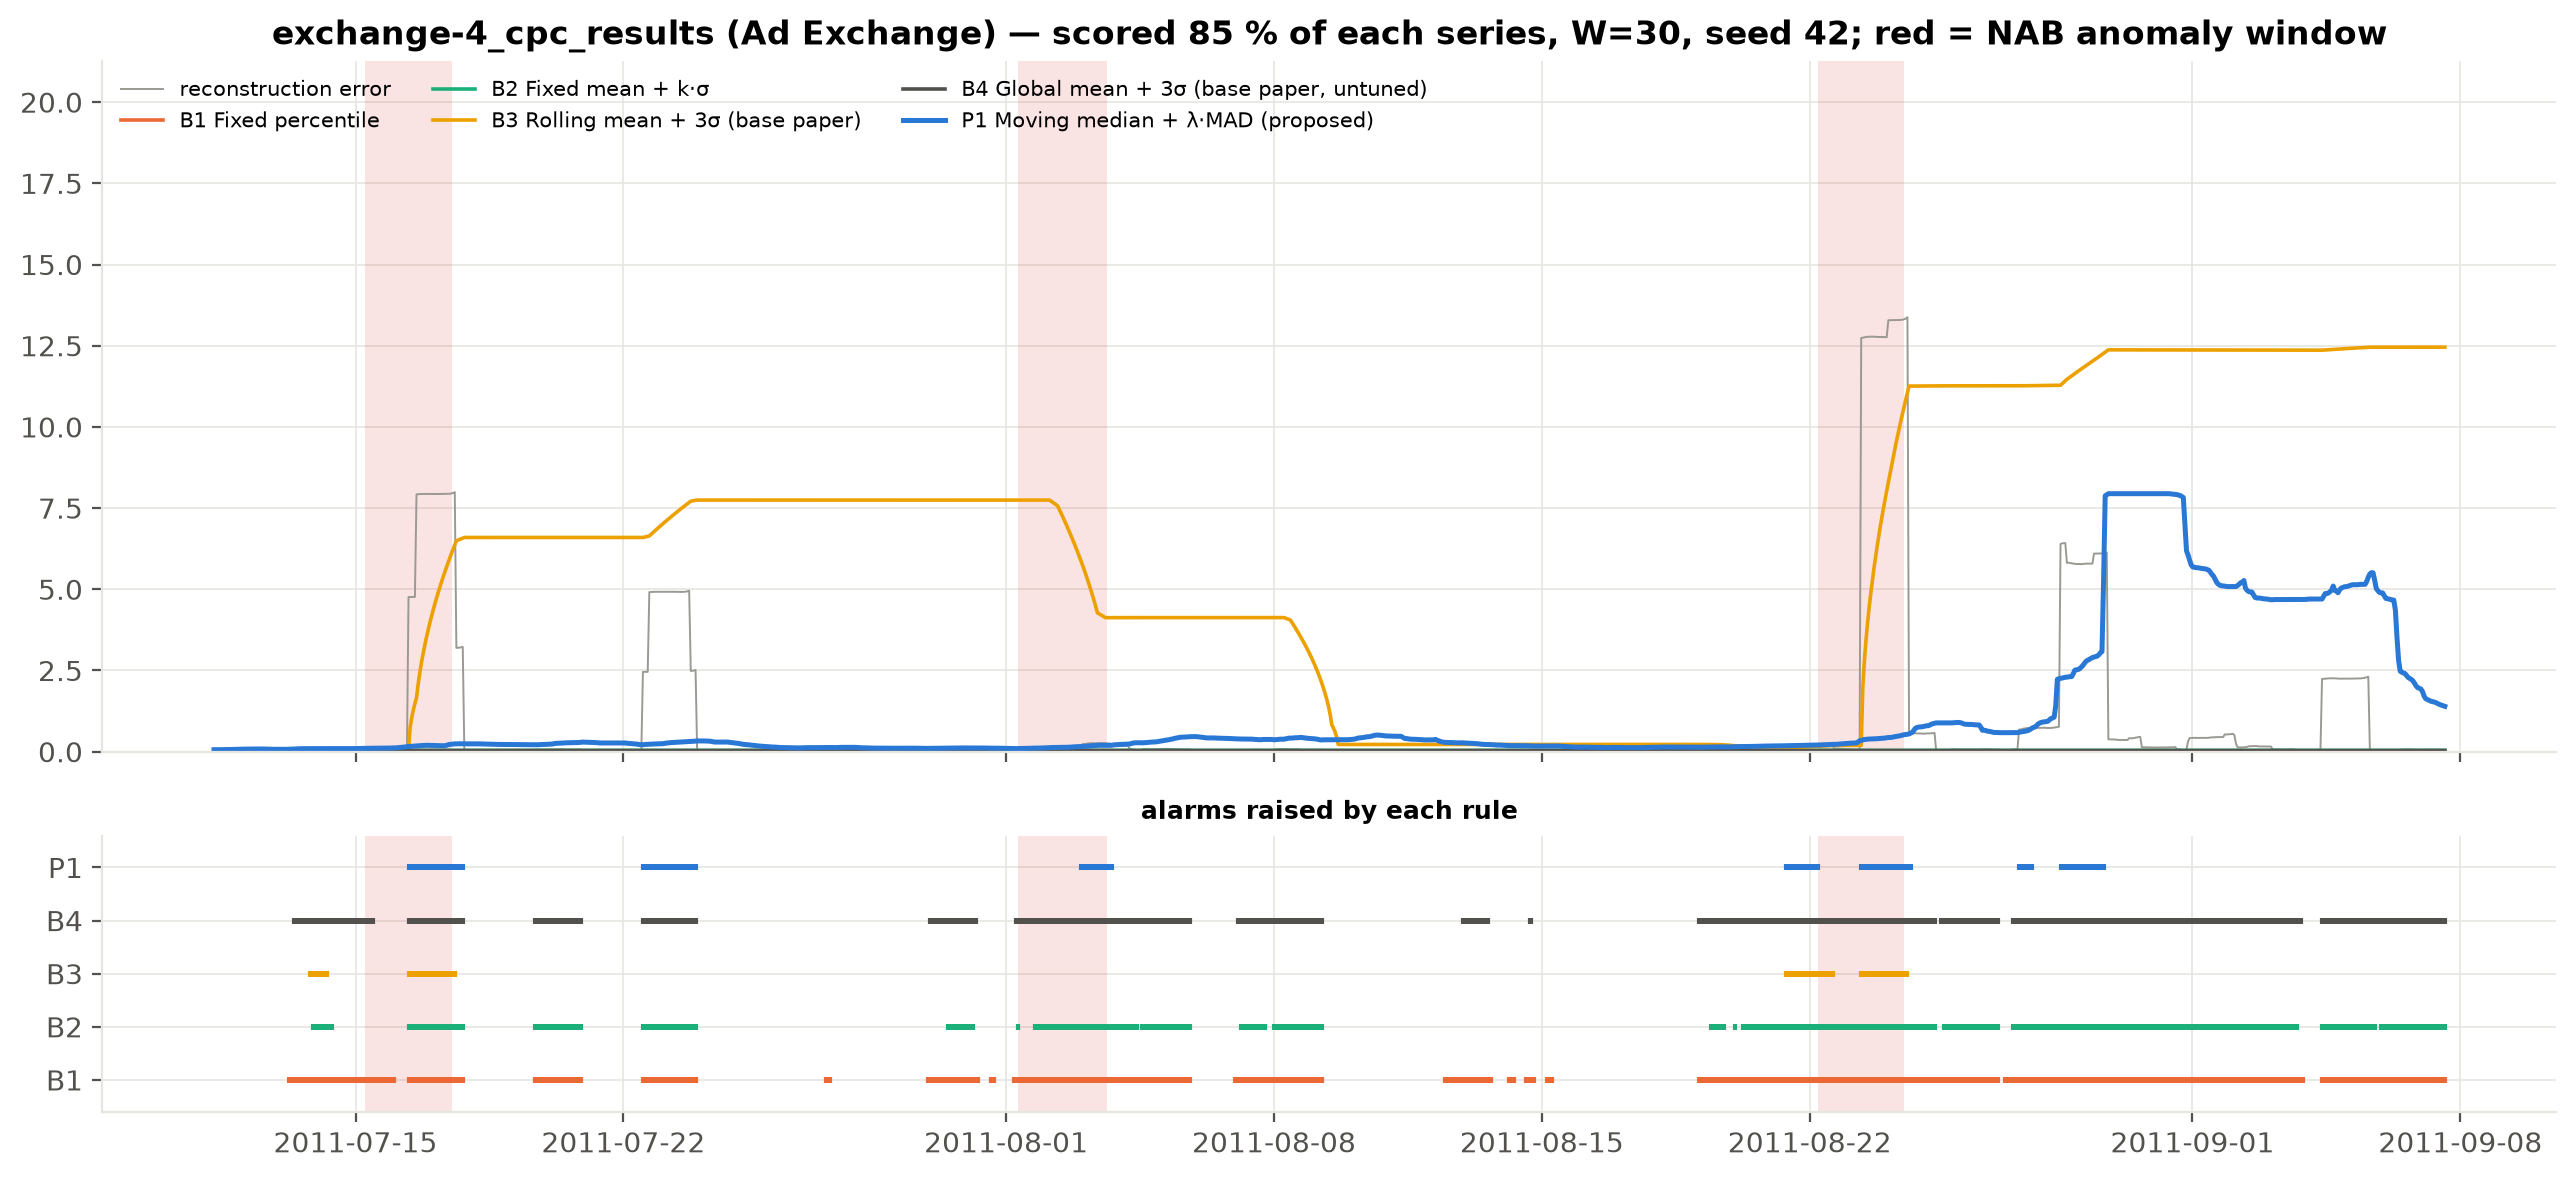 exchange-4_cpc_results (Ad Exchange) — scored 85 % of each series, W=30, seed 42; red = NAB anomaly window
reconstruction error
B1 Fixed percentile
B2 Fixed mean + k·σ
B3 Rolling mean + 3σ (base paper)
B4 Global mean + 3σ (base paper, untuned)
P1 Moving median + λ·MAD (proposed)
20.0
17.5
15.0
12.5
10.0
7.5
5.0
2.5
0.0
alarms raised by each rule
P1
B4
B3
B2
B1
2011-07-15
2011-07-22
2011-08-01
2011-08-08
2011-08-15
2011-08-22
2011-09-01
2011-09-08